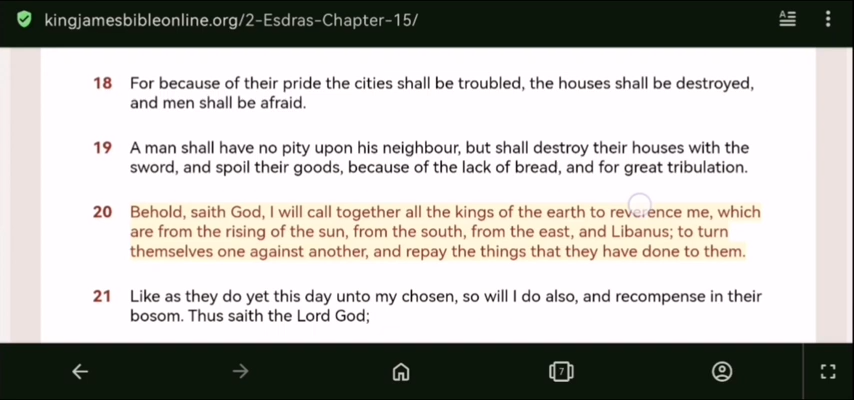 kingjamesbibleonline.org/2-Esdras-Chapter-15/
18 For because of their pride the cities shall be troubled, the houses shall be destroyed,
and men shall be afraid.
19 A man shall have no pity upon his neighbour, but shall destroy their houses with the
sword, and spoil their goods, because of the lack of bread, and for great tribulation.
20 Behold, saith God, I will call together all the kings of the earth to reverence me, which
are from the rising of the sun, from the south, from the east, and Libanus; to turn
themselves one against another, and repay the things that they have done to them.
21 Like as they do yet this day unto my chosen, so will I do also, and recompense in their
bosom. Thus saith the Lord God;
7